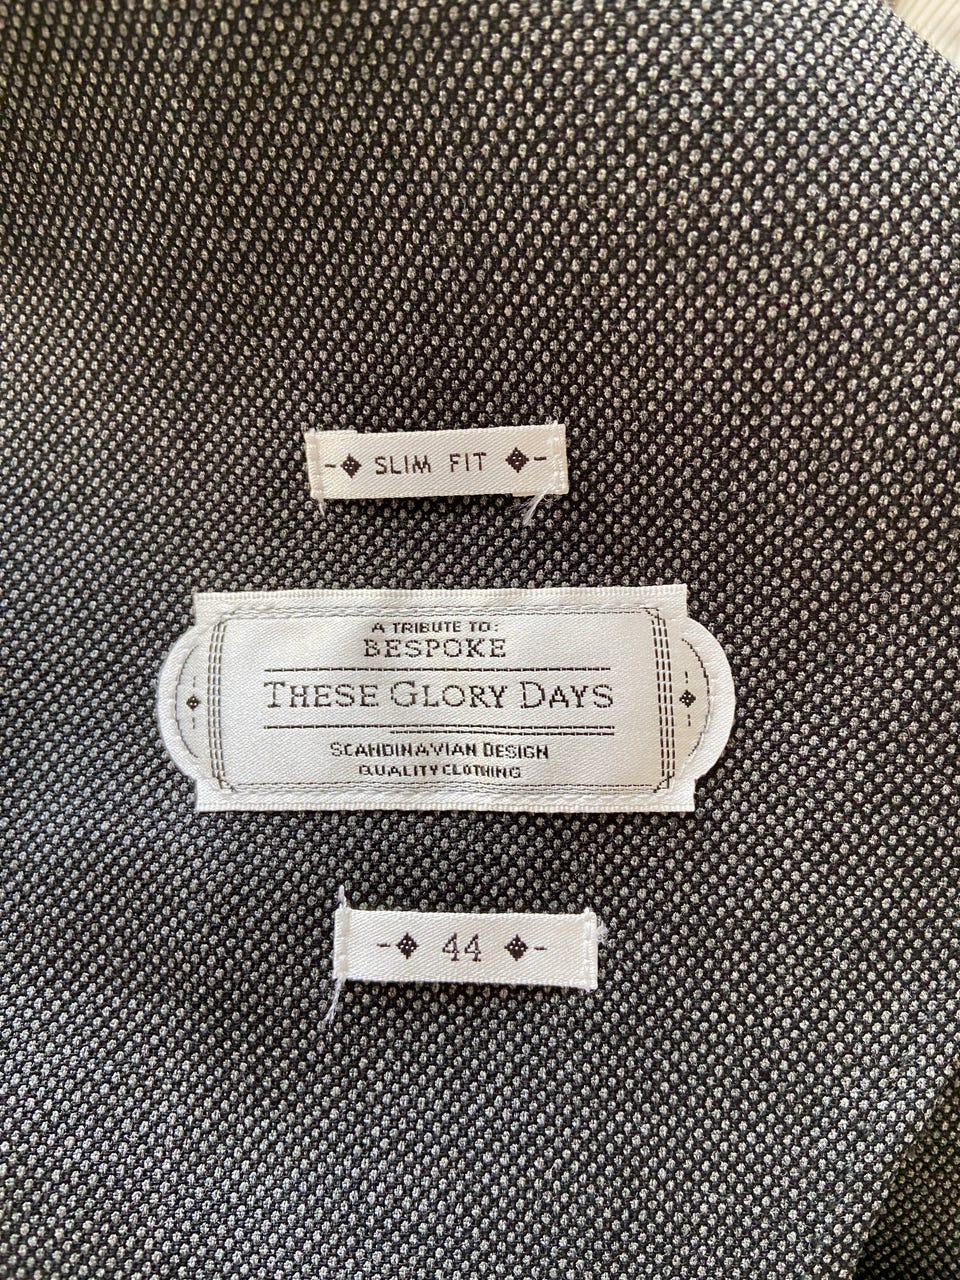 SLIM FIT
A TRIBUTE TO:
BESPOKE
THESE GLORY DAYS
SCANDINAVIAN DESIGN
QUALITY CLOTHING
44